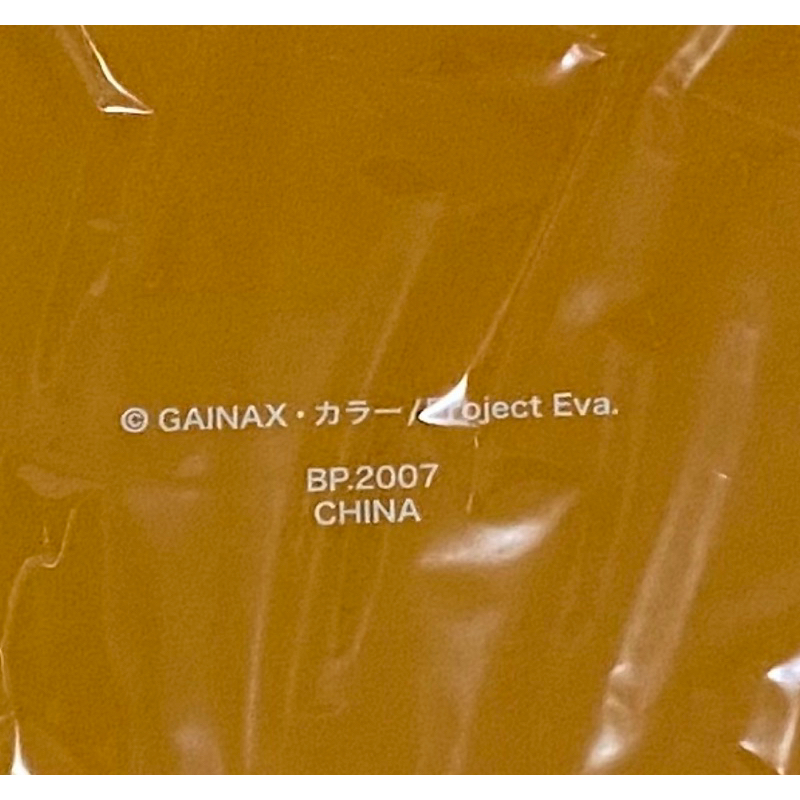 © GAINAX・カラー/Project Eva.
BP.2007
CHINA